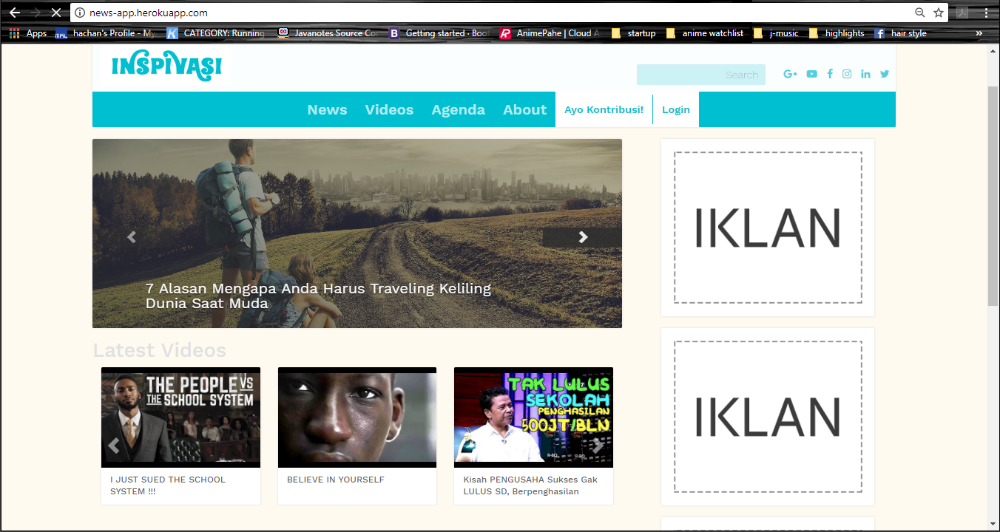 news-app.herokuapp.com
Apps
MAL hachan's Profile - My
K CATEGORY: Running
Javanotes Source Co
B Getting started · Boot
AnimePahe | Cloud A
startup
anime watchlist
j-music
highlights
f hair style
»
INSPIVASI
Search
G+
News Videos Agenda About Ayo Kontribusi! Login
7 Alasan Mengapa Anda Harus Traveling Keliling
Dunia Saat Muda
IKLAN
Latest Videos
THE PEOPLE VS
THE SCHOOL SYSTEM
TAK LULUS
SEKOLAH
PENGHASILAN
500JT/BLN
I JUST SUED THE SCHOOL
SYSTEM !!!
BELIEVE IN YOURSELF
Kisah PENGUSAHA Sukses Gak
LULUS SD, Berpenghasilan
IKLAN